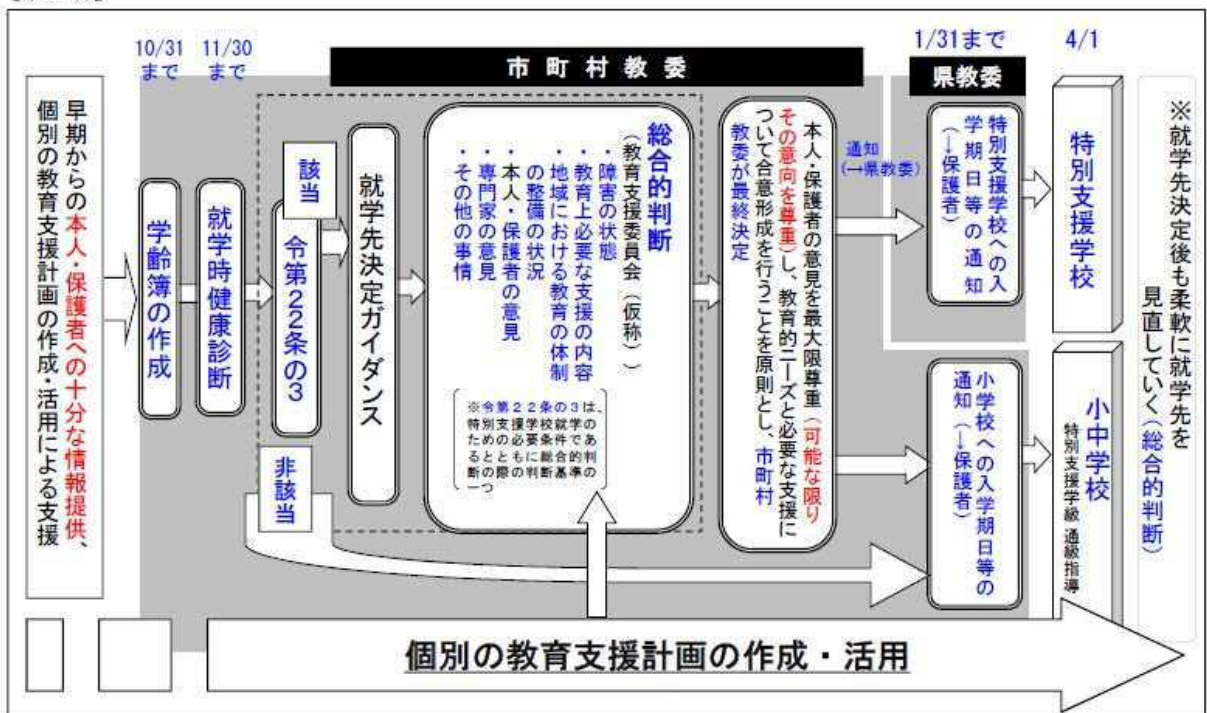 早期からの本人・保護者への十分な情報提供、
個別の教育支援計画の作成・活用による支援
10/31
まで
11/30
まで
市町村教委
学齢簿の作成
就学時健康診断
該当
令第22条の3
非該当
就学先決定ガイダンス
総合的判断
(教育支援委員会(仮称))
・障害の状態
・教育上必要な支援の内容
・地域における教育の体制
の整備の状況
・本人・保護者の意見
・専門家の意見
・その他の事情
※令第22条の3は、
特別支援学校就学の
ための必要条件であ
るとともに総合的判
断の際の判断基準の
一つ
本人・保護者の意見を最大限尊重(可能な限り
その意向を尊重)し、教育的ニーズと必要な支援に
ついて合意形成を行うことを原則とし、市町村
教委が最終決定
通知
(→県教委)
1/31まで
県教委
特別支援学校への入
学期日等の通知
(→保護者)
小学校への入学期日等の
通知(→保護者)
4/1
特別支援学校
小中学校
特別支援学級 通級指導
※就学先決定後も柔軟に就学先を
見直していく(総合的判断)
個別の教育支援計画の作成・活用